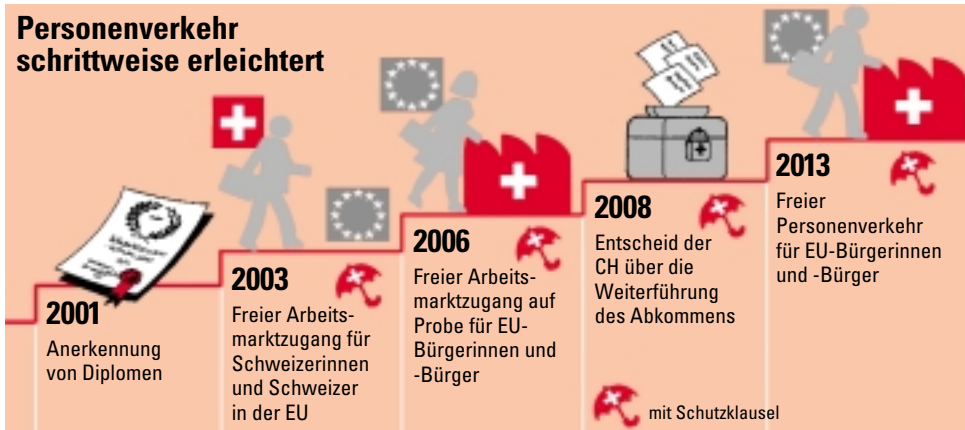 Personenverkehr
schrittweise erleichtert
2001
Anerkennung
von Diplomen
2003
Freier Arbeits-
marktzugang für
Schweizerinnen
und Schweizer
in der EU
2006
Freier Arbeits-
marktzugang auf
Probe für EU-
Bürgerinnen und
-Bürger
2008
Entscheid der
CH über die
Weiterführung
des Abkommens
2013
Freier
Personenverkehr
für EU-Bürgerinnen
und -Bürger
mit Schutzklausel